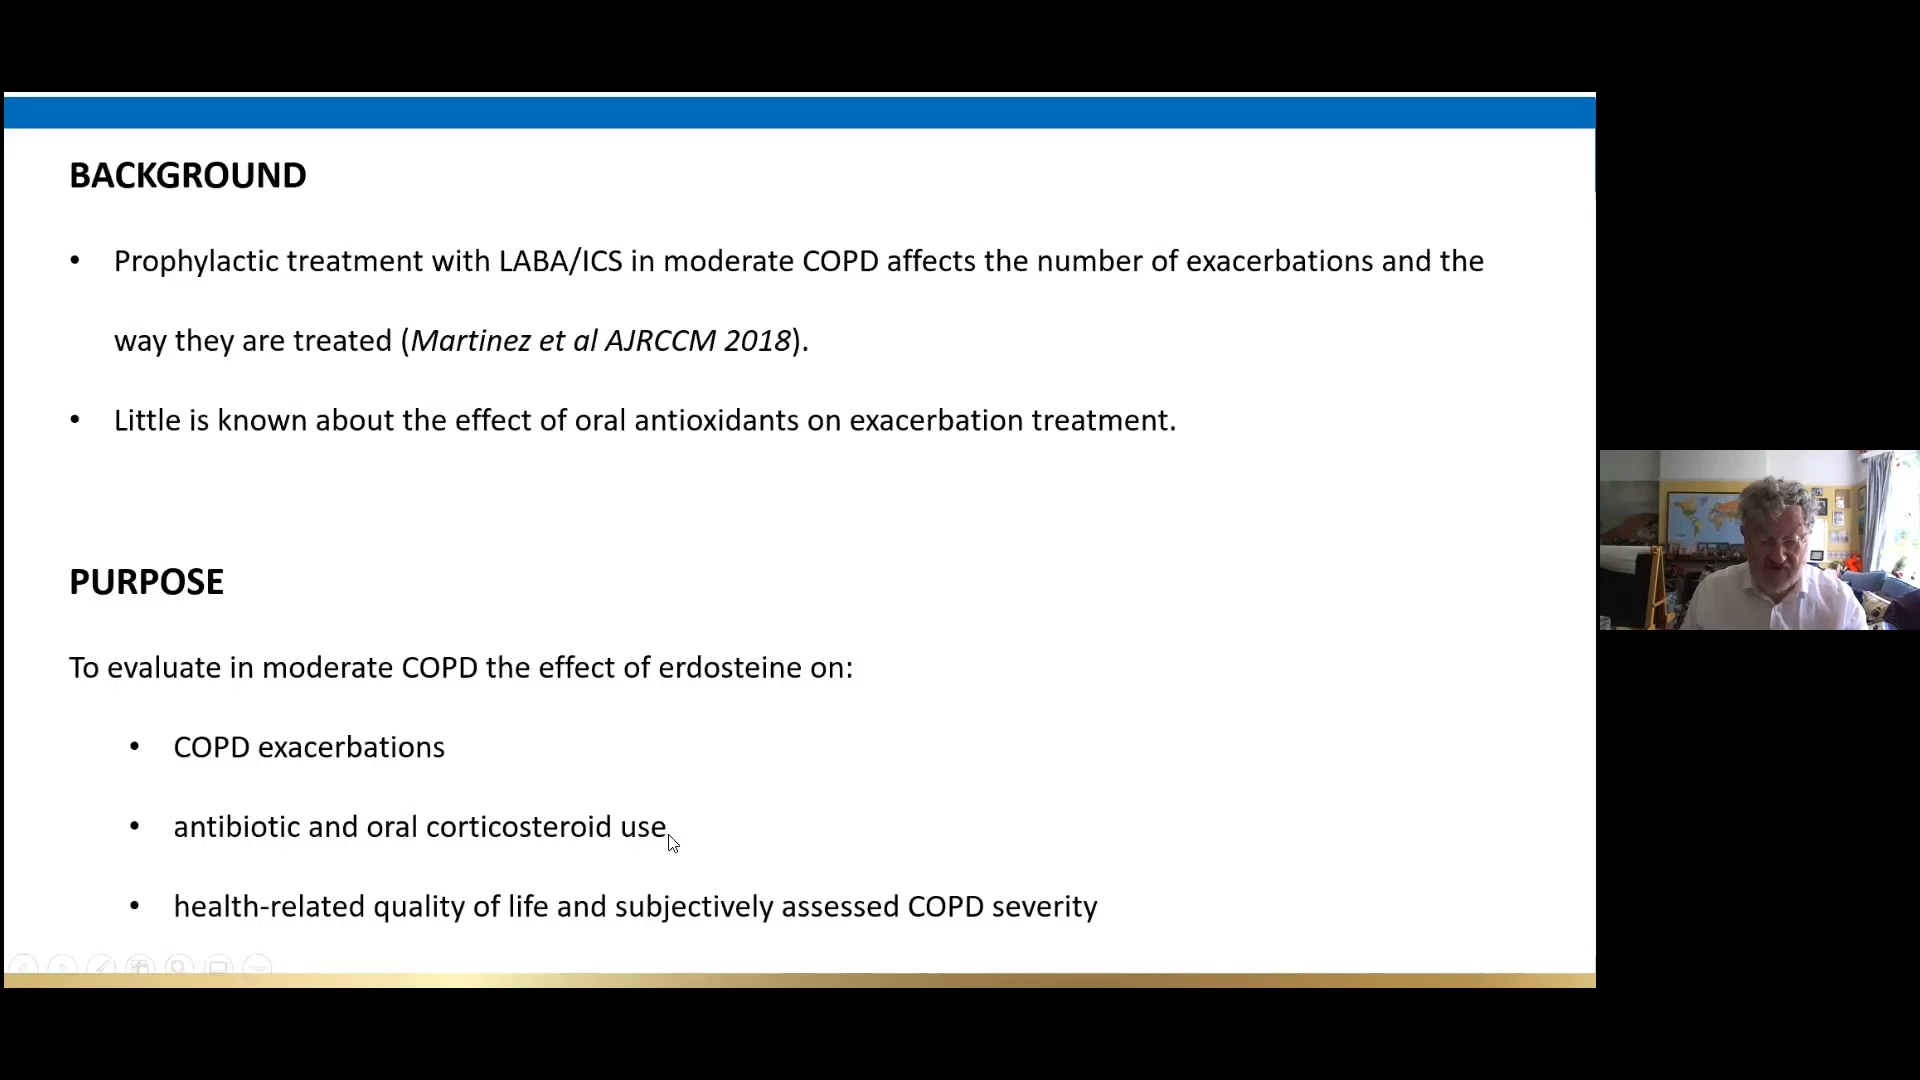 BACKGROUND
• Prophylactic treatment with LABA/ICS in moderate COPD affects the number of exacerbations and the
way they are treated (Martinez et al AJRCCM 2018).
• Little is known about the effect of oral antioxidants on exacerbation treatment.
PURPOSE
To evaluate in moderate COPD the effect of erdosteine on:
• COPD exacerbations
• antibiotic and oral corticosteroid use
• health-related quality of life and subjectively assessed COPD severity